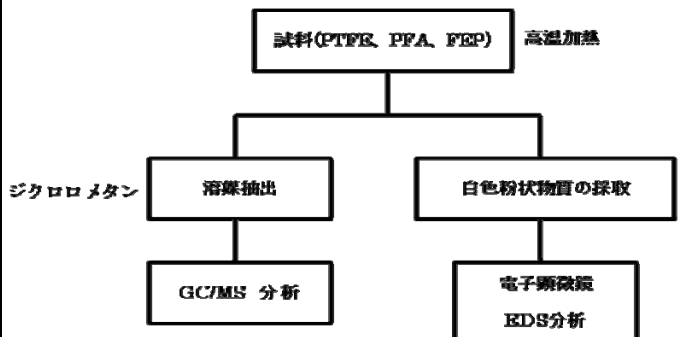 試料(PTFE、PFA、FEP)
高温加熱
ジクロロメタン
溶媒抽出
白色粉状物質の採取
GC/MS 分析
電子顕微鏡
EDS分析